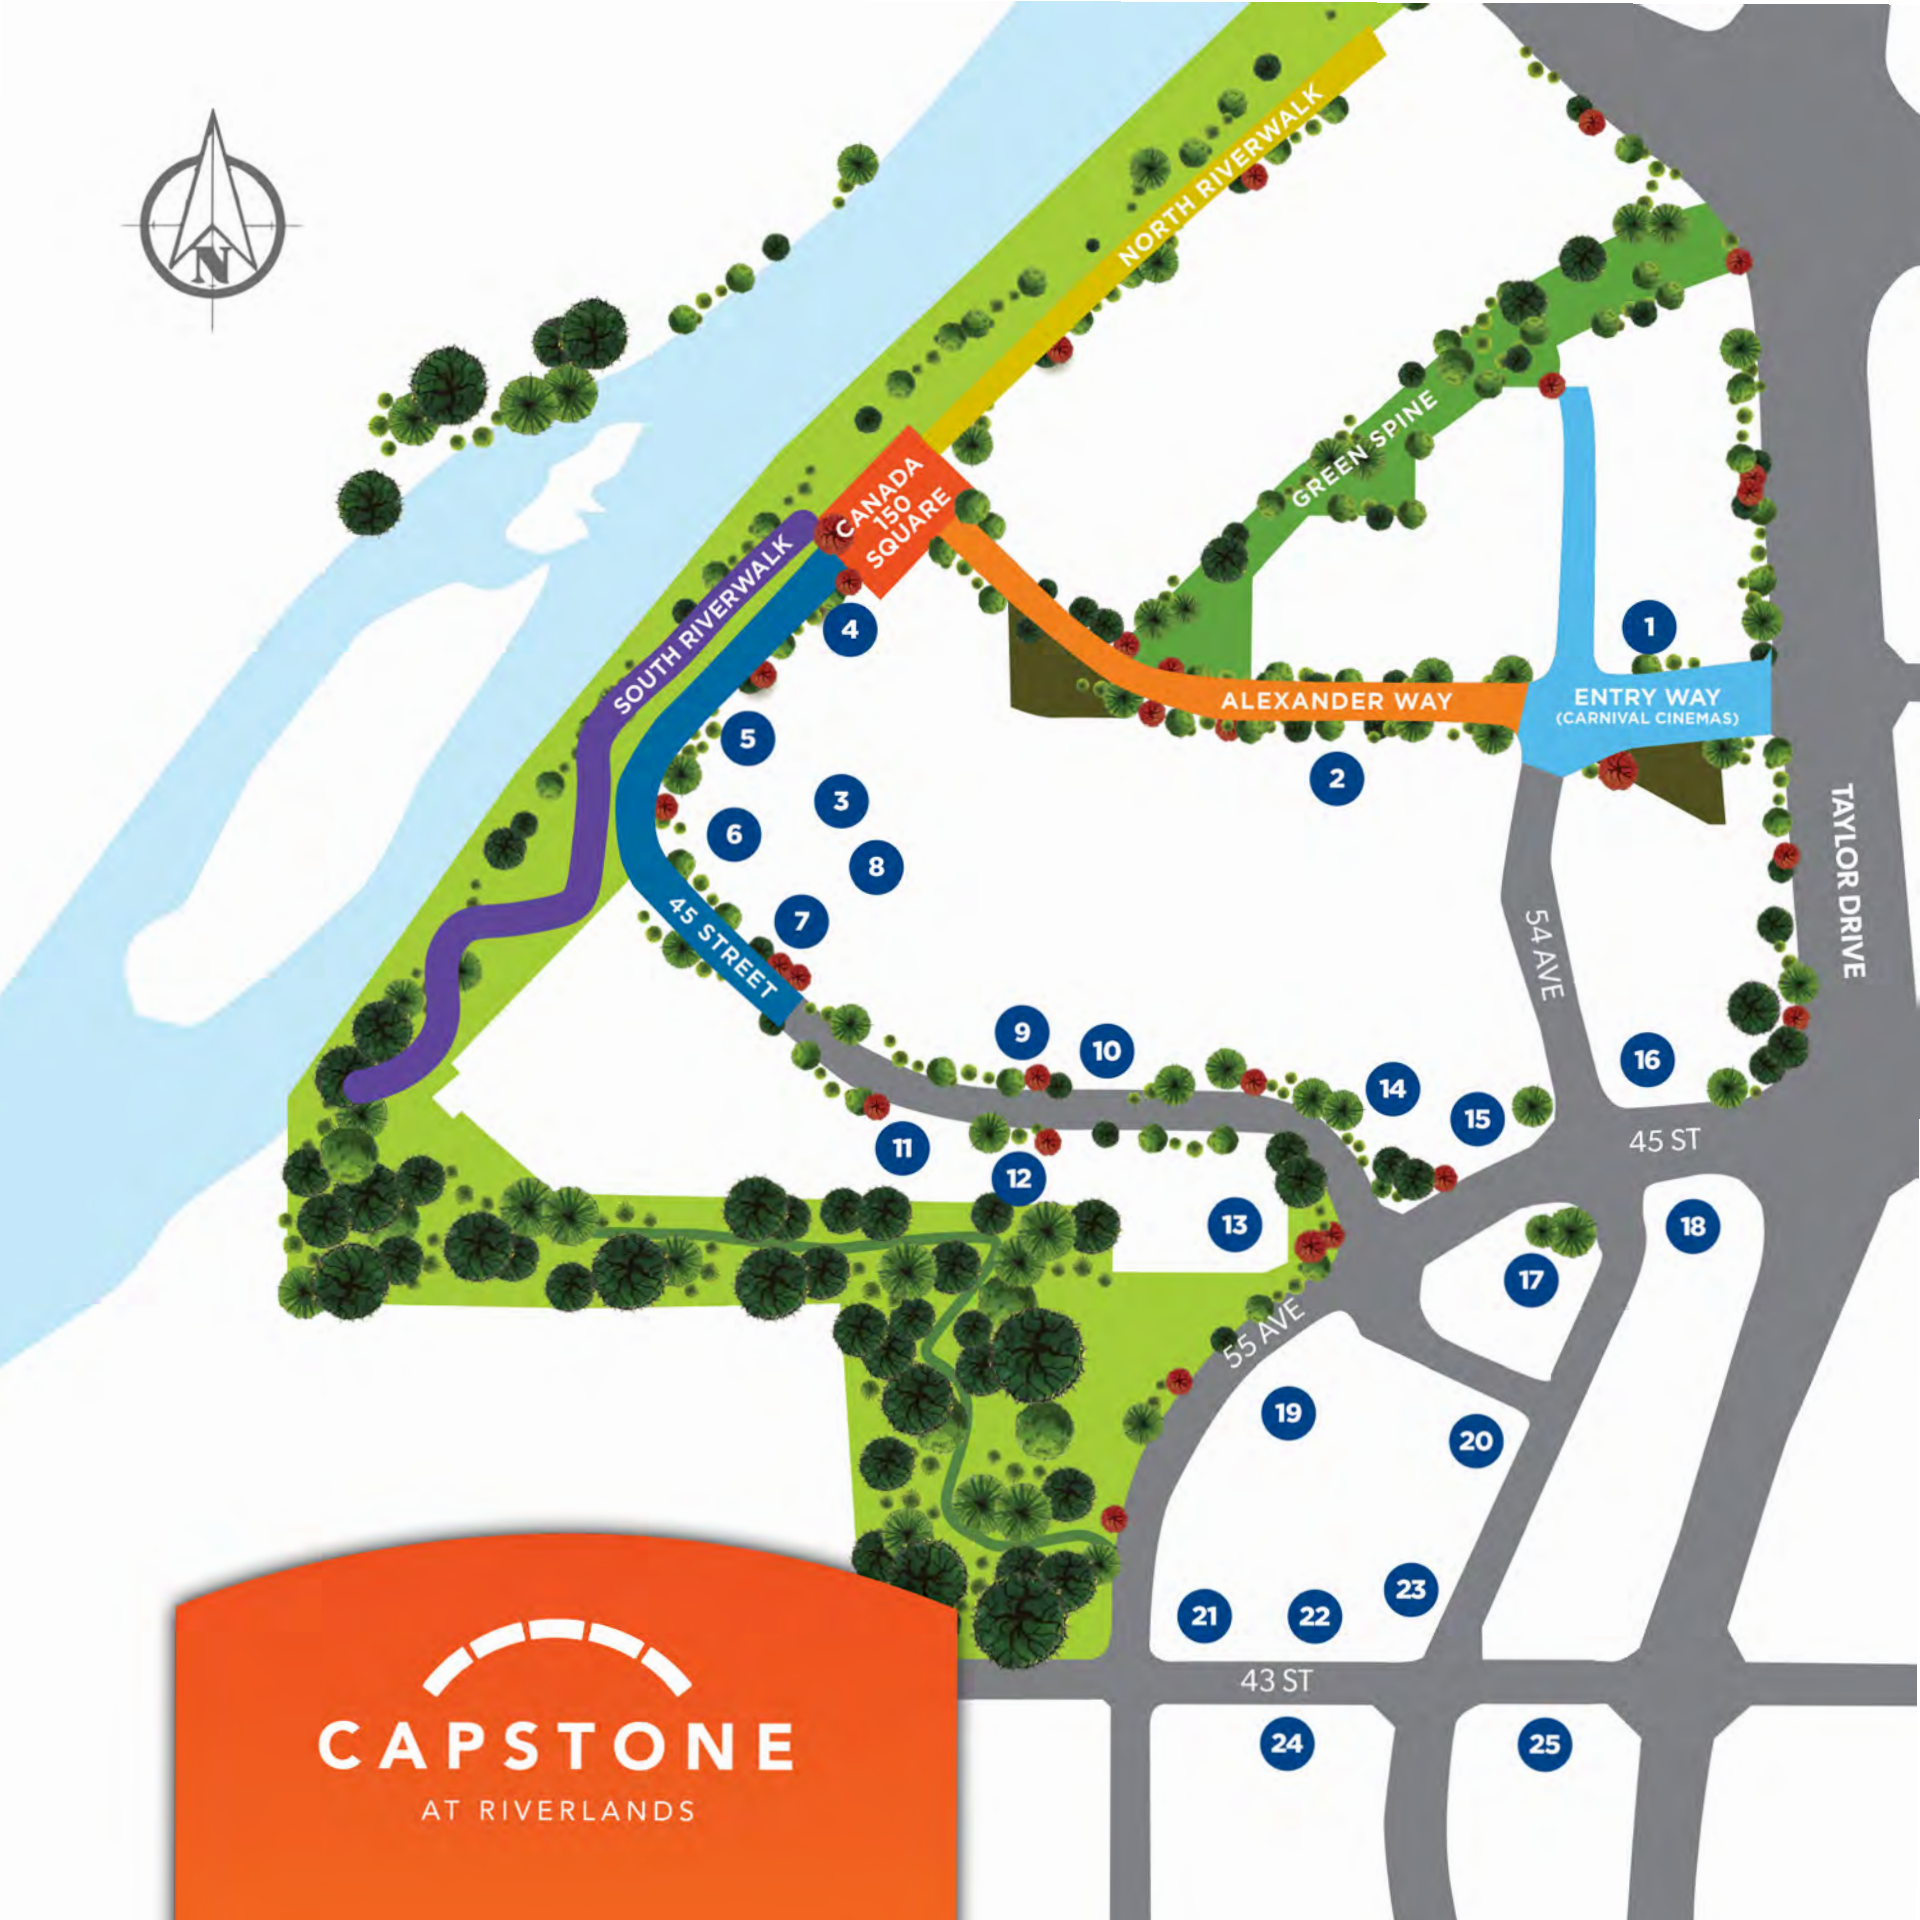 N
NORTH RIVERWALK
CANADA
150
SQUARE
GREEN SPINE
SOUTH RIVERWALK
4
1
ALEXANDER WAY
ENTRY WAY
(CARNIVAL CINEMAS)
5
3
2
6
8
7
45 STREET
54 AVE
TAYLOR DRIVE
9
10
16
14
15
11
12
45 ST
13
18
17
55 AVE
19
20
23
21
22
43 ST
24
25
CAPSTONE
AT RIVERLANDS